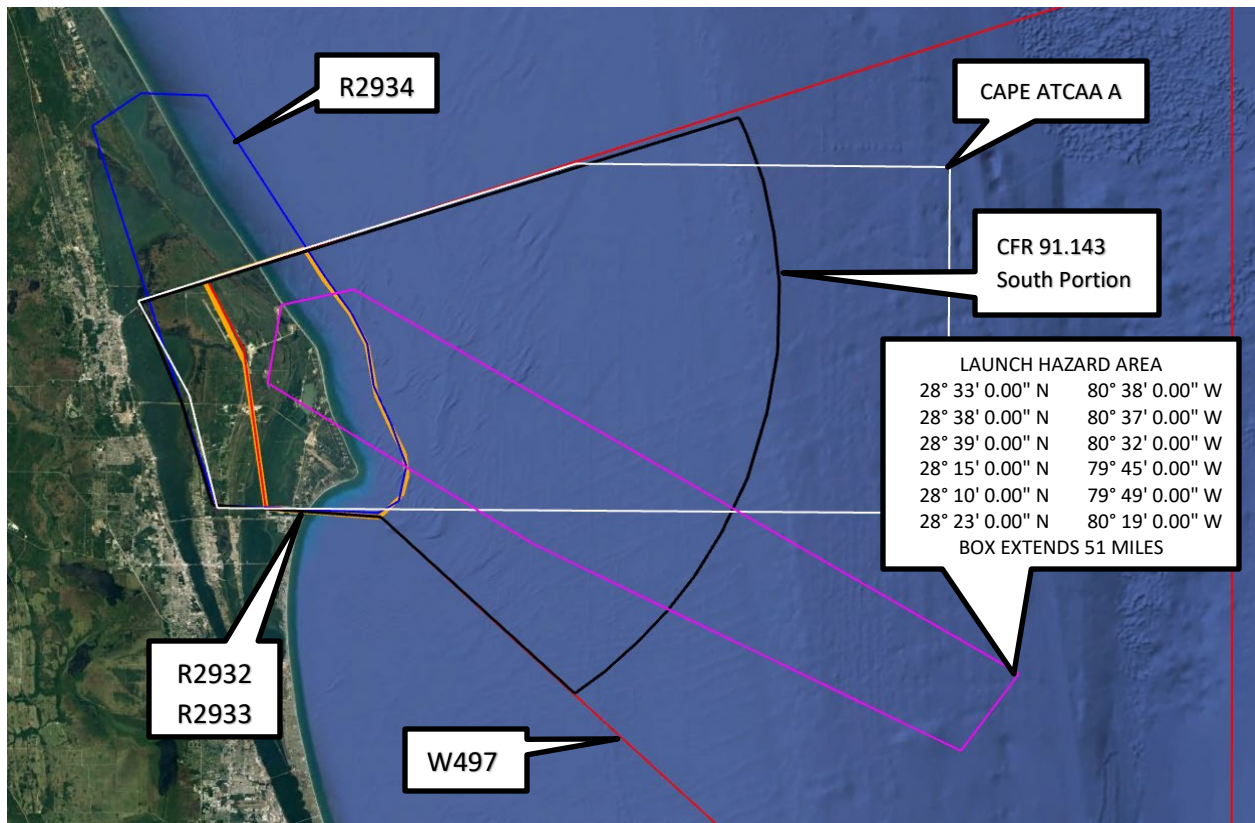 R2934
CAPE ATCAA A
CFR 91.143
South Portion
LAUNCH HAZARD AREA
28° 33' 0.00" N 80° 38' 0.00" W
28° 38' 0.00" N 80° 37' 0.00" W
28° 39' 0.00" N 80° 32' 0.00" W
28° 15' 0.00" N 79° 45' 0.00" W
28° 10' 0.00" N 79° 49' 0.00" W
28° 23' 0.00" N 80° 19' 0.00" W
BOX EXTENDS 51 MILES
R2932
R2933
W497